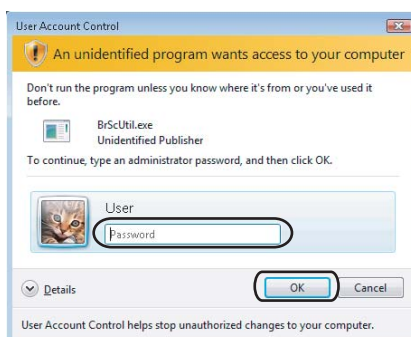 User Account Control
An unidentified program wants access to your computer
Don't run the program unless you know where it's from or you've used it
before.
BrScUtil.exe
Unidentified Publisher
To continue, type an administrator password, and then click OK.
User
Password
Details
OK
Cancel
User Account Control helps stop unauthorized changes to your computer.